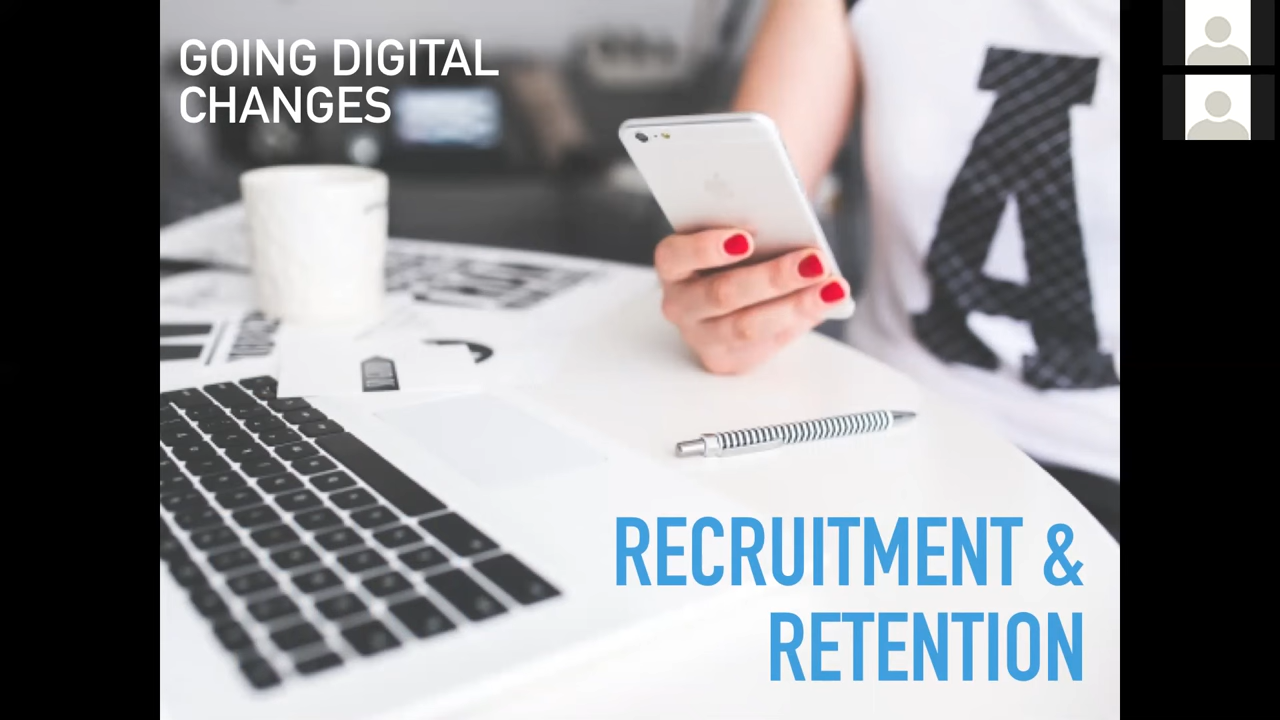 GOING DIGITAL
CHANGES
A
RECRUITMENT &
RETENTION